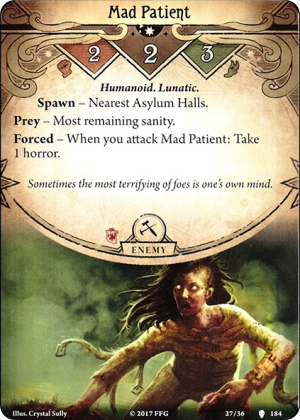 Mad Patient
2 2 3
Humanoid. Lunatic.
Spawn – Nearest Asylum Halls.
Prey – Most remaining sanity.
Forced – When you attack Mad Patient: Take
1 horror.
Sometimes the most terrifying of foes is one's own mind.
ENEMY
Illus. Crystal Sully © 2017 FFG 27/36 184